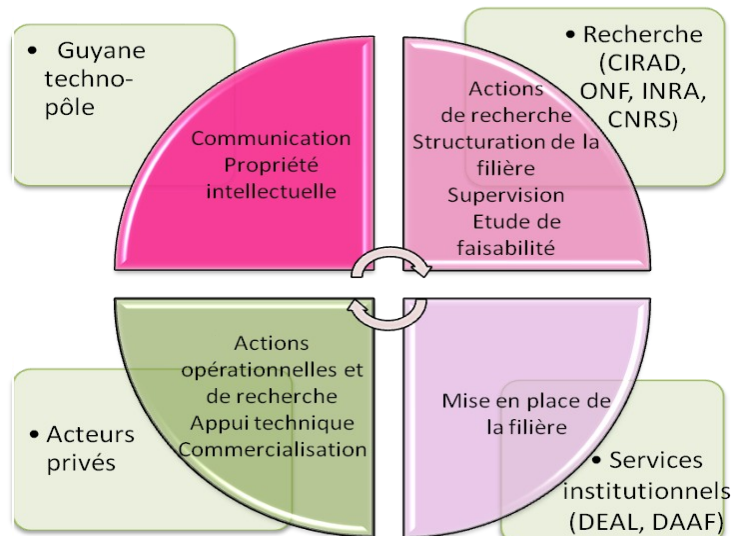 • Guyane
techno-
pôle
Communication
Propriété
intellectuelle
• Recherche
(CIRAD,
ONF, INRA,
CNRS)
Actions
de recherche
Structuration de la
filière
Supervision
Etude de
faisabilité
Actions
opérationnelles et
de recherche
Appui technique
Commercialisation
• Acteurs
privés
Mise en place de
la filière
• Services
institutionnels
(DEAL, DAAF)